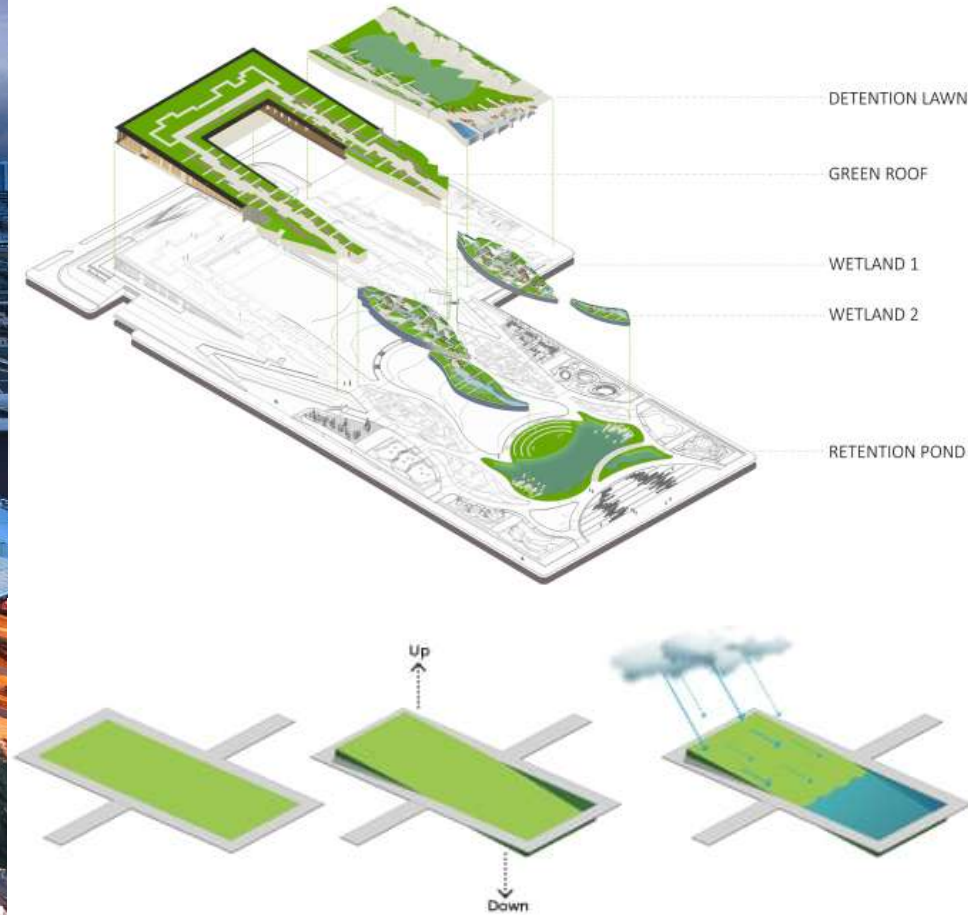 DETENTION LAWN
GREEN ROOF
WETLAND 1
WETLAND 2
RETENTION POND
Up
Down